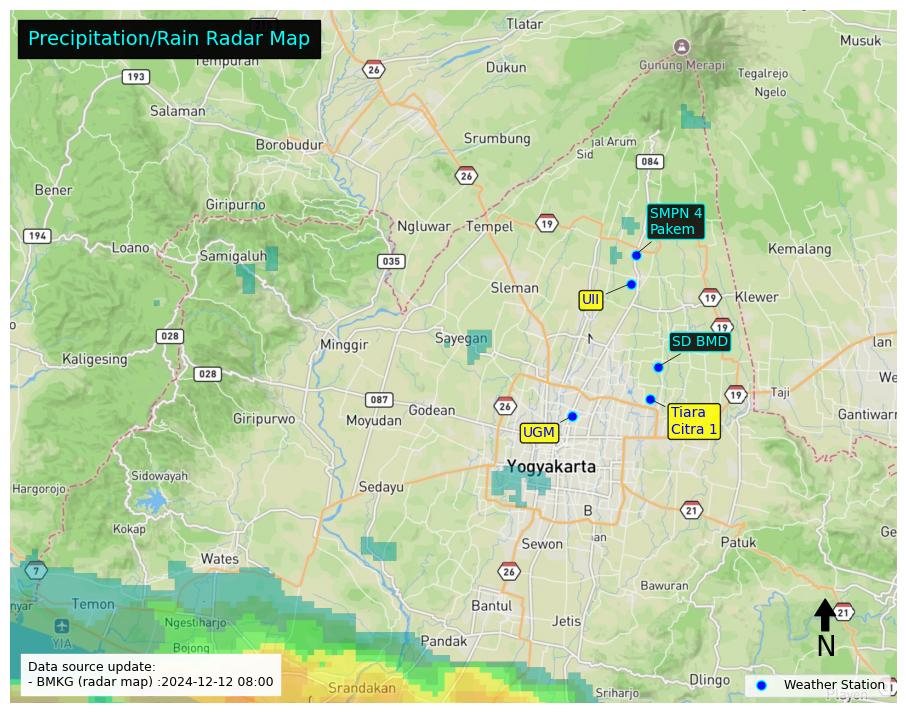 Precipitation/Rain Radar Map
Tlatar
Musuk
Tempuran
26
Dukun
Gunung Merapi
Tegalrejo
193
Ngelo
Salaman
Borobudur
Srumbung
jal Arum
Sid
084
26
Bener
Giripurno
SMPN 4
Pakem
194
Loano
Ngluwar
Tempel
19
Samigaluh
035
Kemalang
Sleman
UII
19
Klewer
028
Sayegan
N
19
SD BMD
lan
Minggir
Kaligesing
028
We
087
Godean
26
19
Taji
Giripurwo
Moyudan
UGM
Tiara
Citra 1
Gantiwarn
Yogyakarta
Sidowayah
Hargorojo
Sedayu
B
21
Kokap
an
Ge
Sewon
Patuk
Wates
7
26
Bawuran
nyar
Temon
Bantul
21
Ngestiharjo
Jetis
YIA
Bojong
Pandak
N
Data source update:
- BMKG (radar map) :2024-12-12 08:00
Srandakan
Sriharjo
Dlingo
Weather Station
Playen